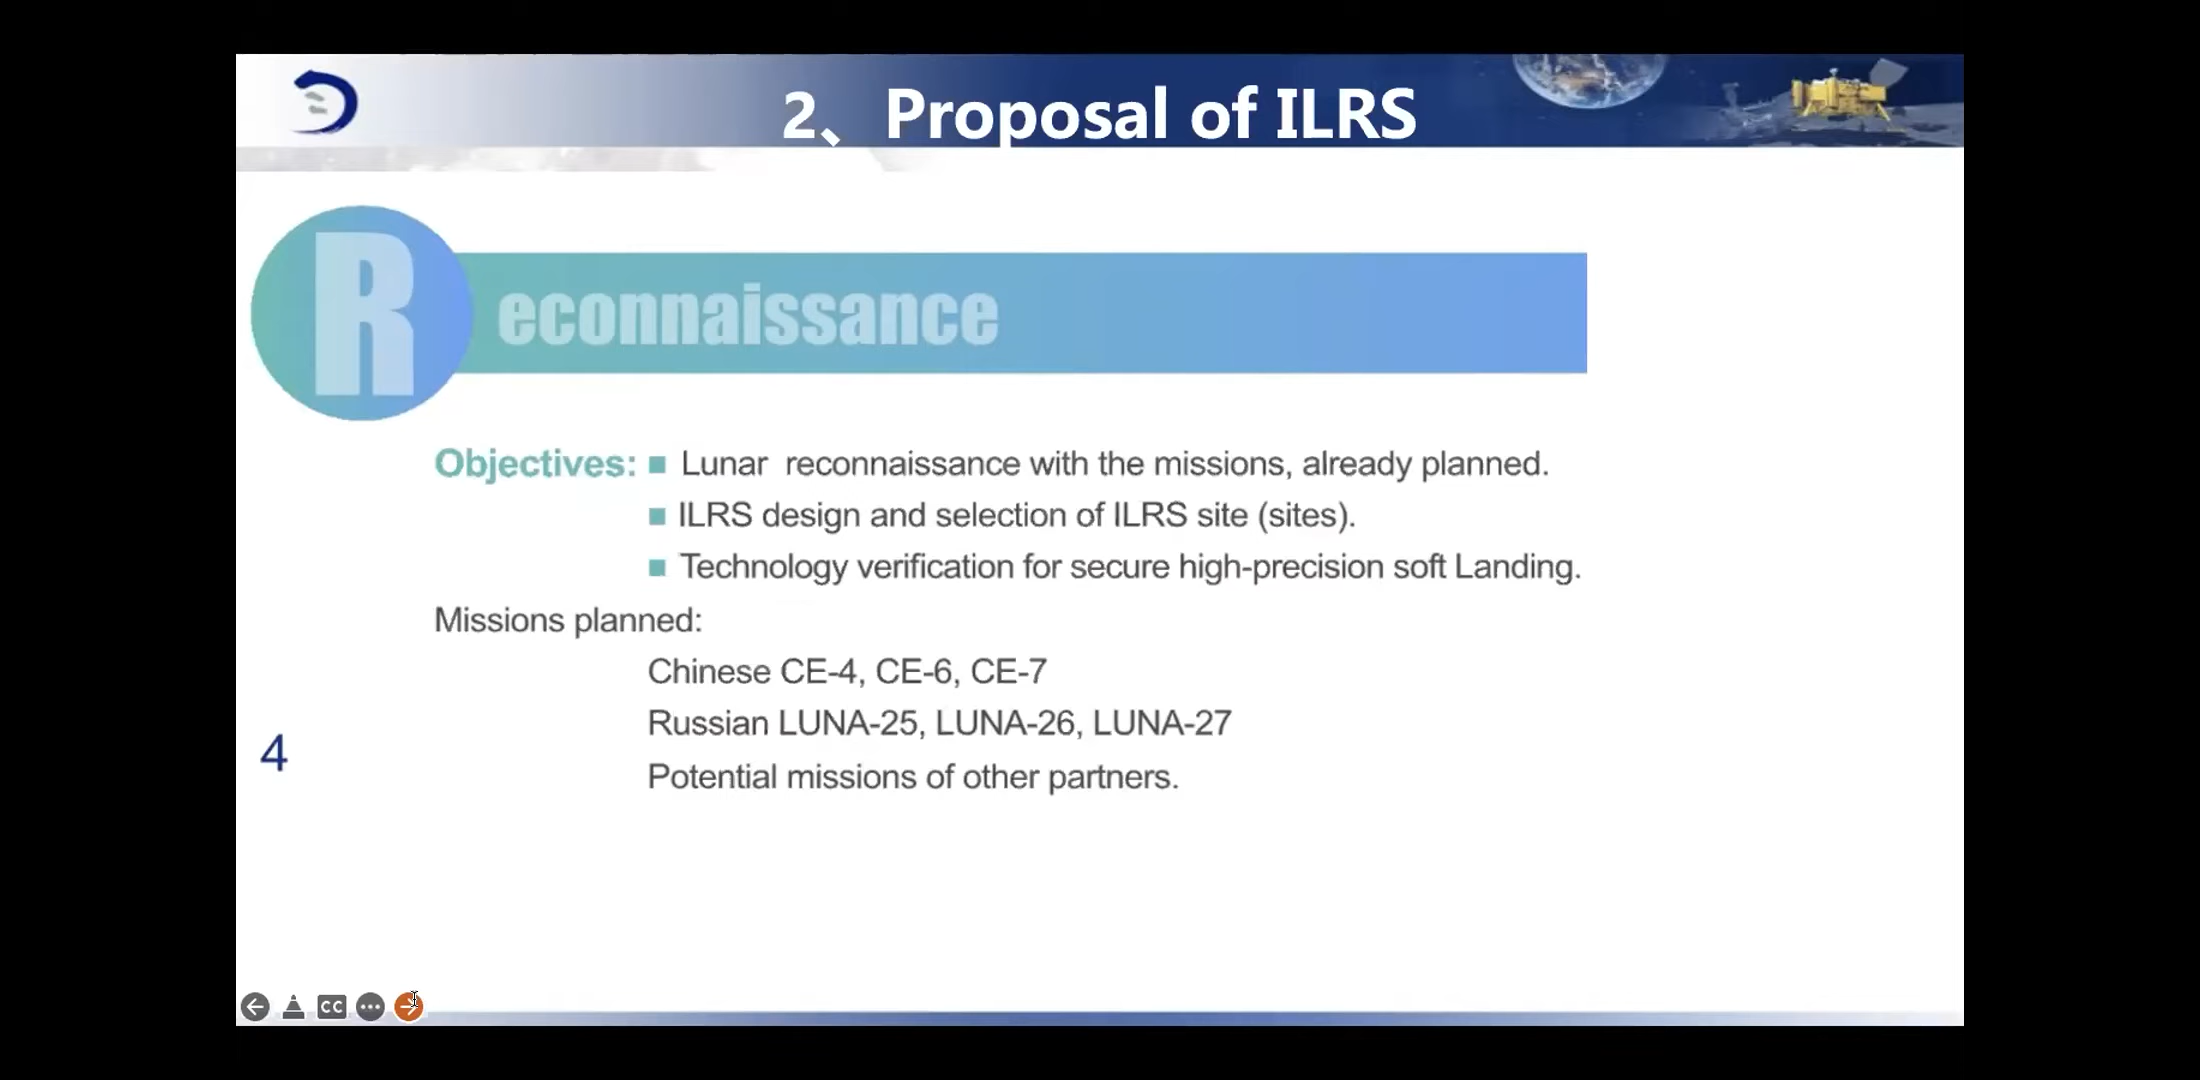 2、Proposal of ILRS
Reconnaissance
Objectives: ■ Lunar reconnaissance with the missions, already planned.
■ ILRS design and selection of ILRS site (sites).
■ Technology verification for secure high-precision soft Landing.
Missions planned:
Chinese CE-4, CE-6, CE-7
Russian LUNA-25, LUNA-26, LUNA-27
4
Potential missions of other partners.
CC